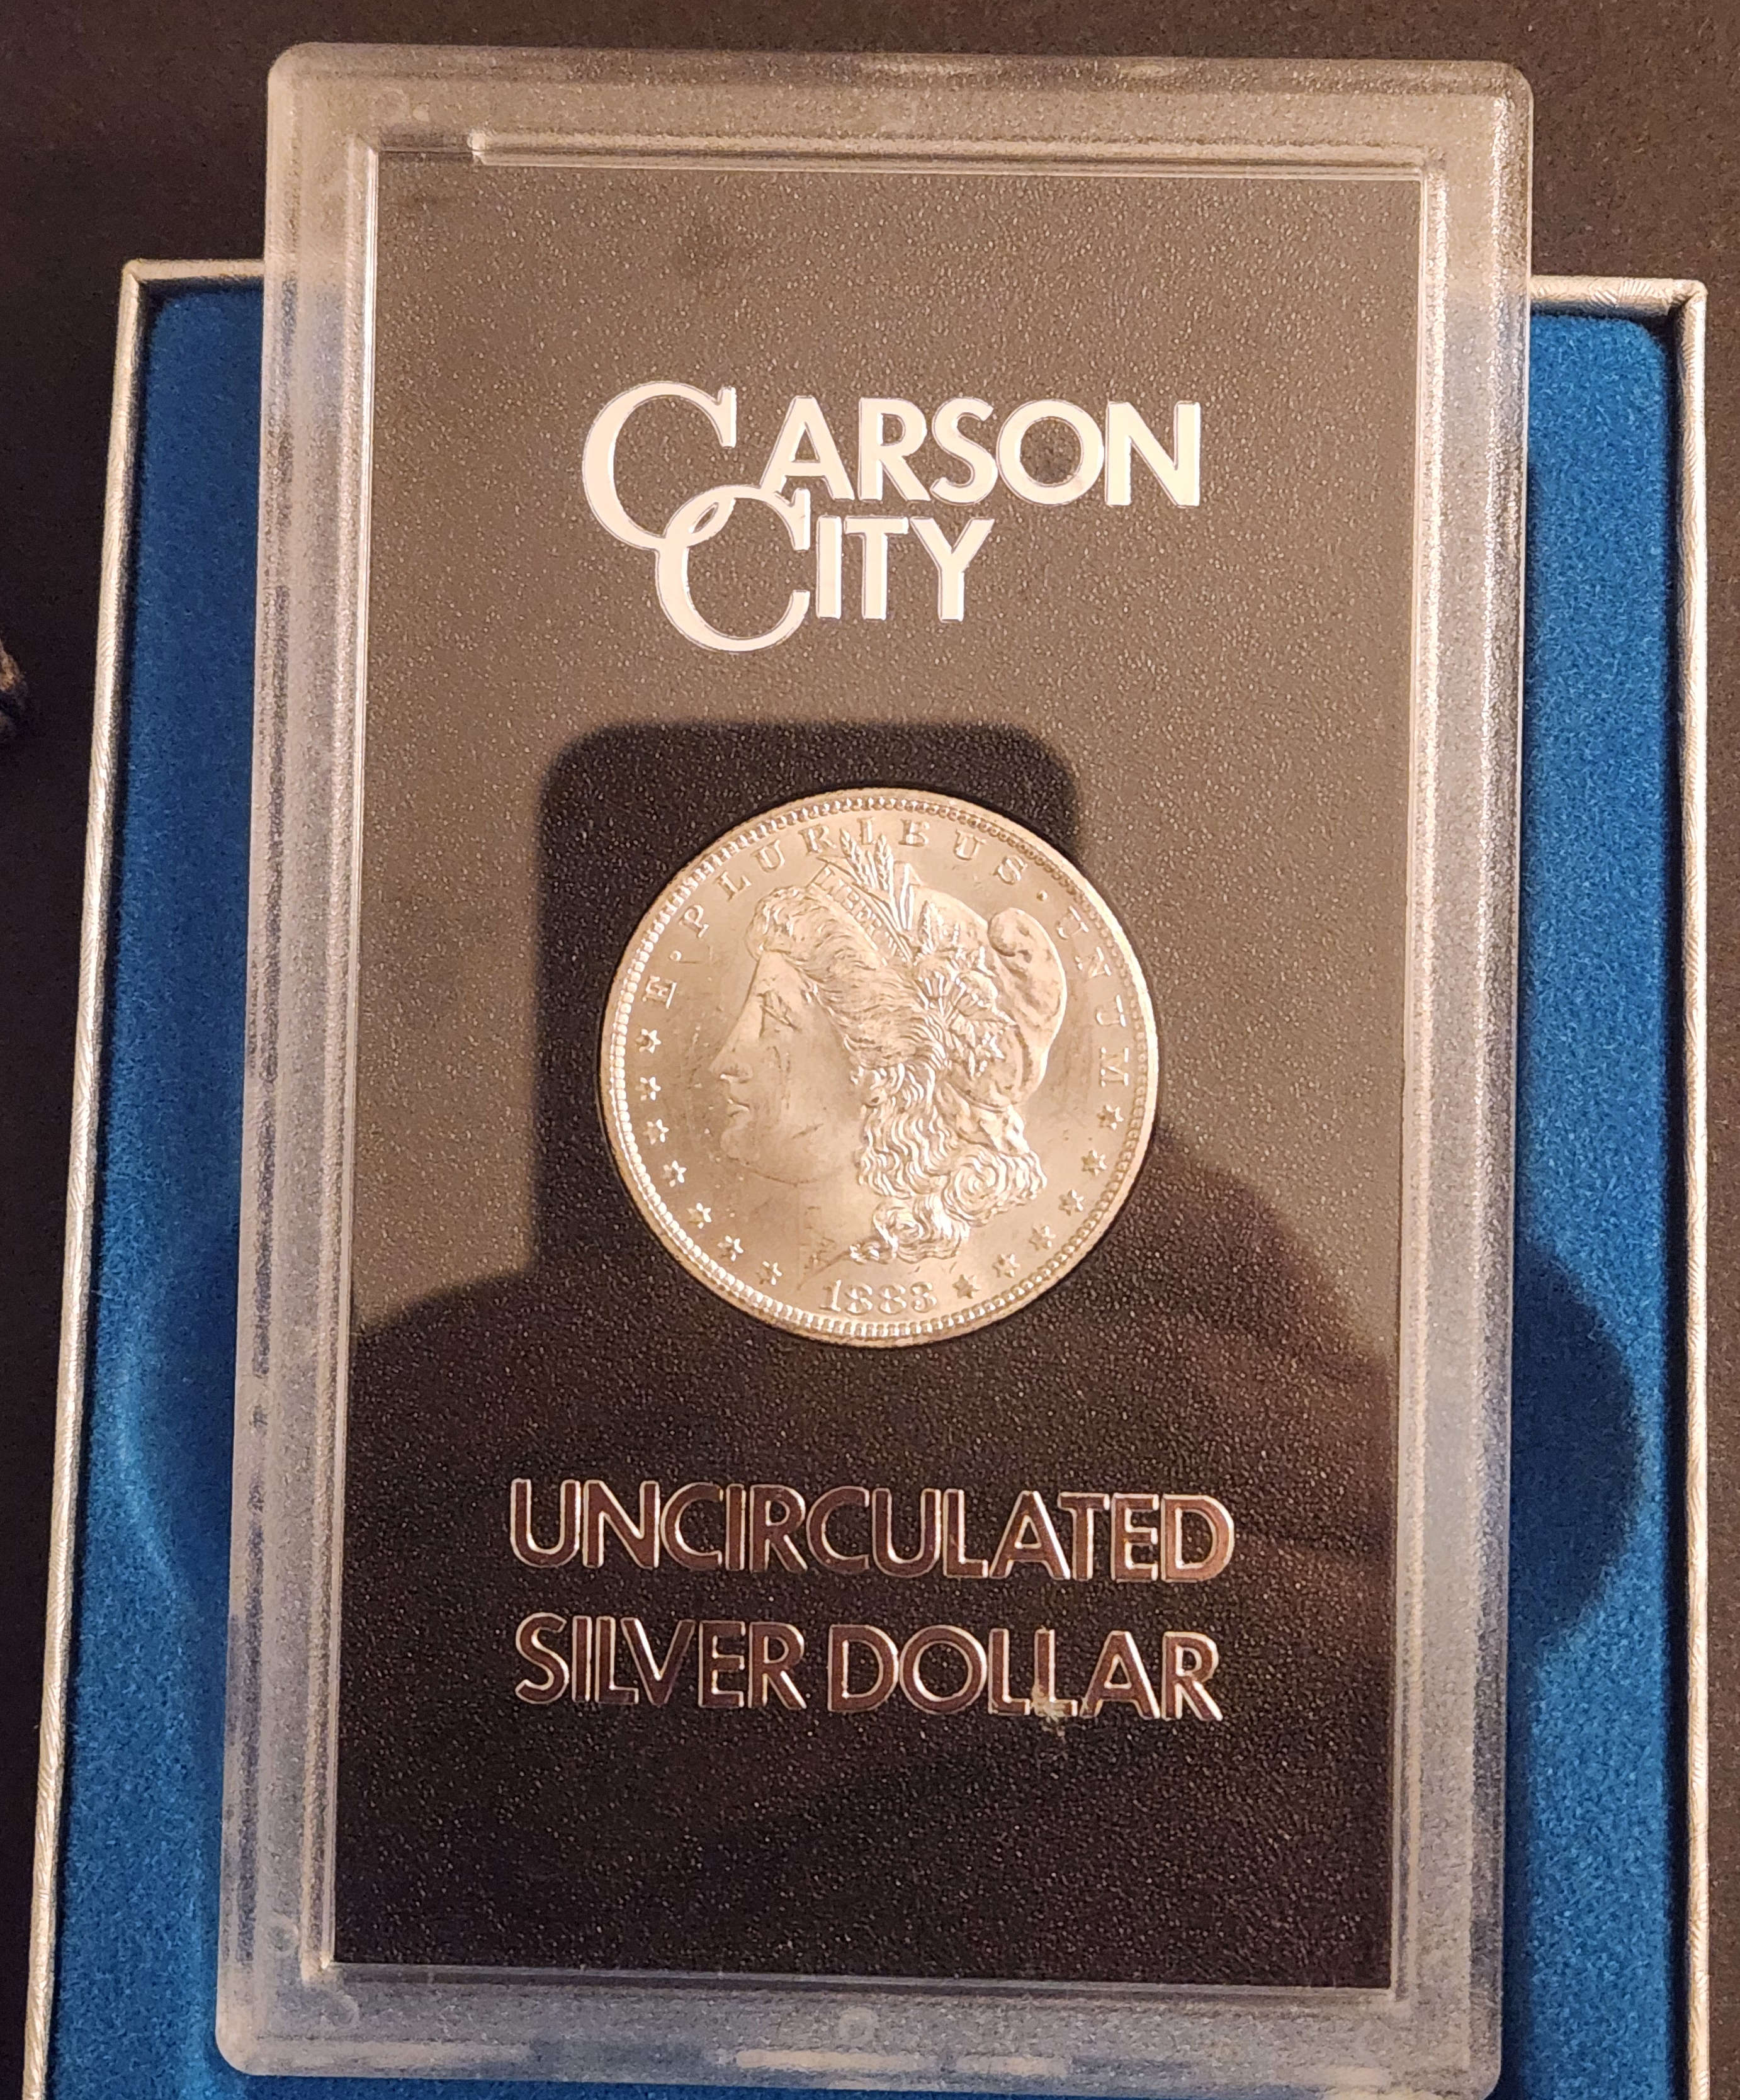 CARSON
CITY
E · PLURIBUS · UNUM
LIBERTY
1883
UNCIRCULATED
SILVER DOLLAR